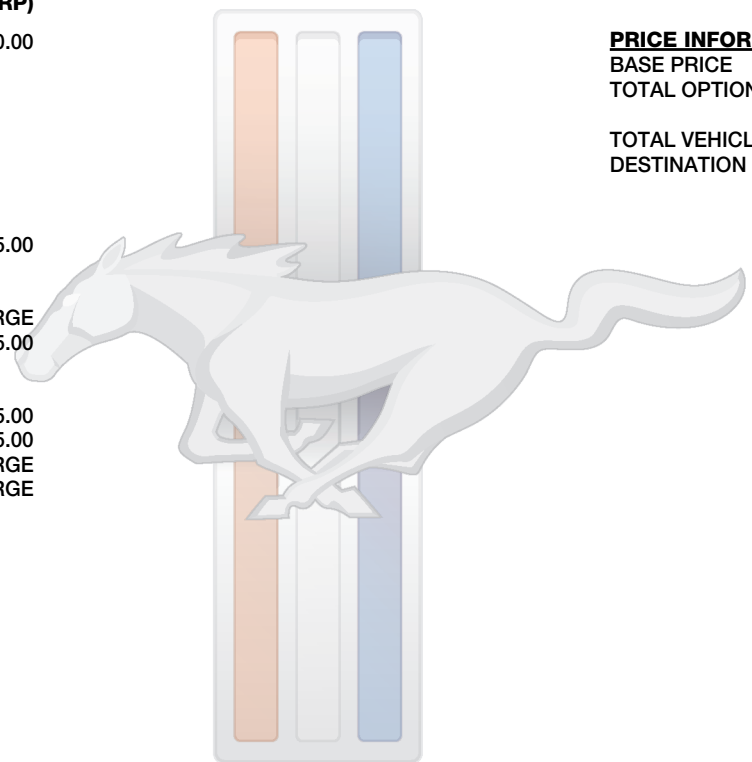 RP)
0.00
5.00
RGE
5.00
5.00
5.00
RGE
RGE
PRICE INFOR
BASE PRICE
TOTAL OPTION
TOTAL VEHICL
DESTINATION